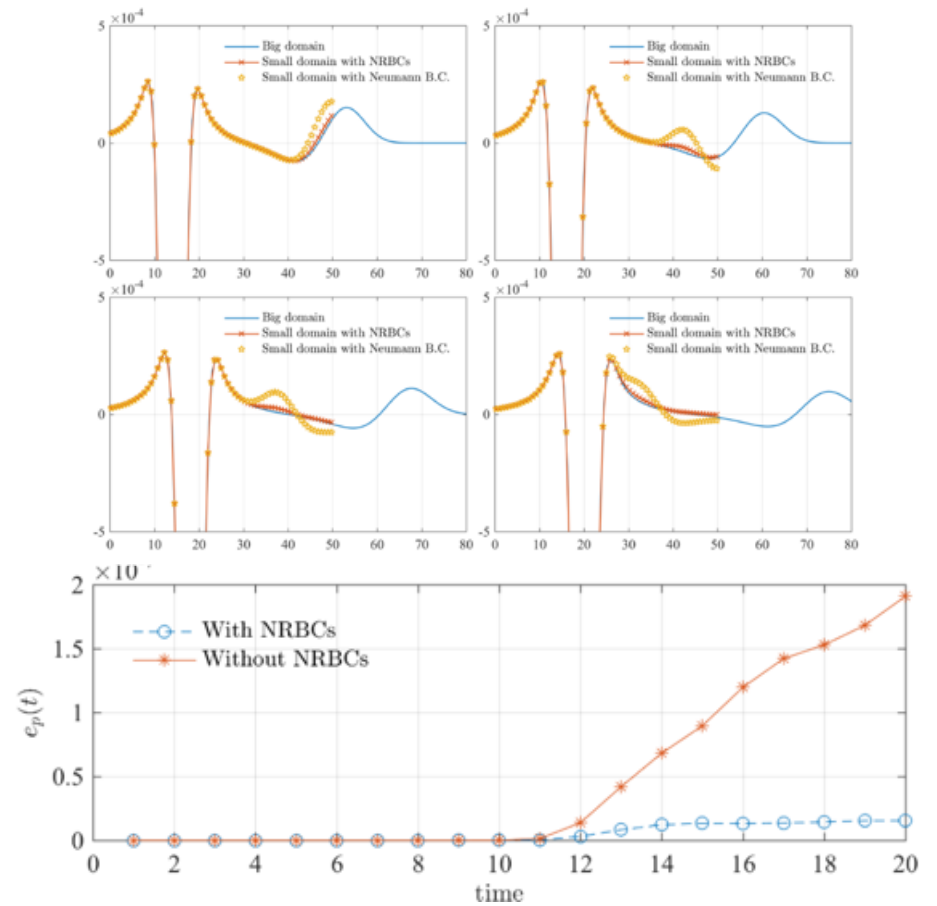 ×10⁻⁴
5
Big domain
Small domain with NRBCs
Small domain with Neumann B.C.
0
-5
0 10 20 30 40 50 60 70 80
×10⁻⁴
5
Big domain
Small domain with NRBCs
Small domain with Neumann B.C.
0
-5
0 10 20 30 40 50 60 70 80
×10⁻⁴
5
Big domain
Small domain with NRBCs
Small domain with Neumann B.C.
0
-5
0 10 20 30 40 50 60 70 80
×10⁻⁴
5
Big domain
Small domain with NRBCs
Small domain with Neumann B.C.
0
-5
0 10 20 30 40 50 60 70 80
×10
2
With NRBCs
Without NRBCs
1.5
1
0.5
0
eₚ(t)
0 2 4 6 8 10 12 14 16 18 20
time